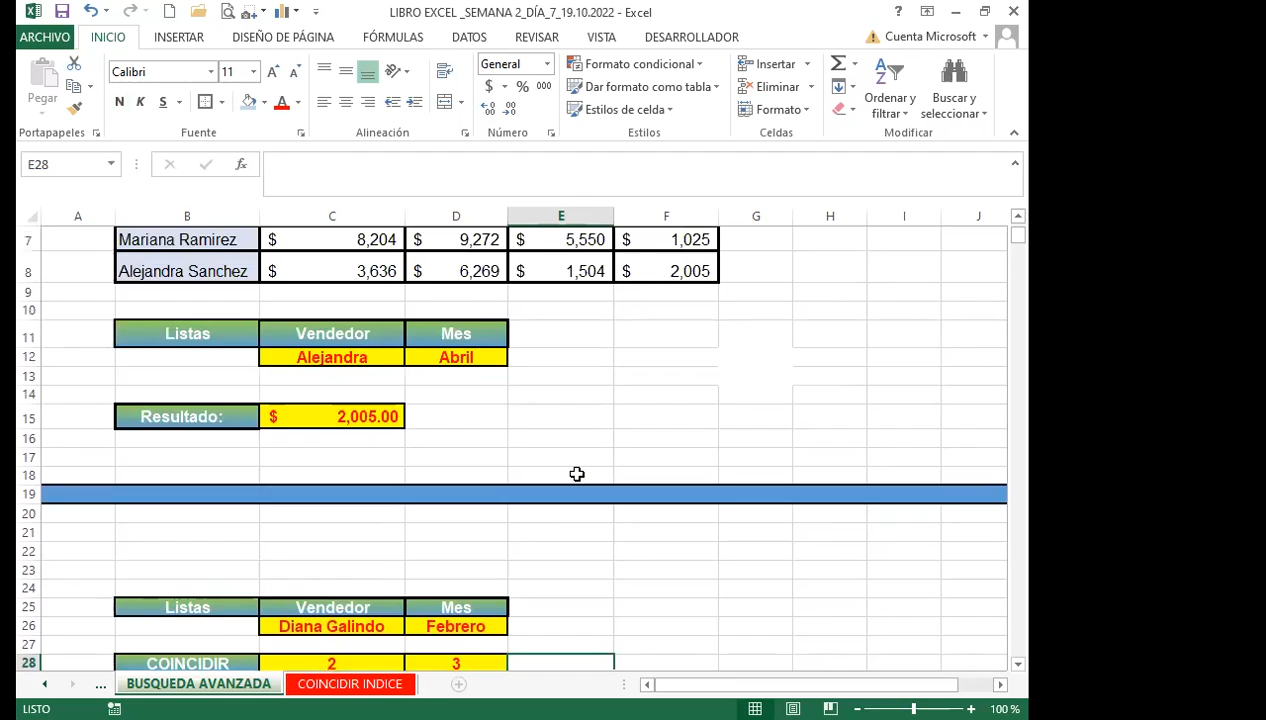 LIBRO EXCEL _SEMANA 2_DÍA_7_19.10.2022 - Excel
?
ARCHIVO INICIO INSERTAR DISEÑO DE PÁGINA FÓRMULAS DATOS REVISAR VISTA DESARROLLADOR Cuenta Microsoft
Pegar
Calibri 11
N K S
General
$ % 000
Formato condicional
Dar formato como tabla
Estilos de celda
Insertar
Eliminar
Formato
Ordenar y filtrar
Buscar y seleccionar
Portapapeles Fuente Alineación Número Estilos Celdas Modificar
E28 fx
A B C D E F G H I J
7 Mariana Ramirez $ 8,204 $ 9,272 $ 5,550 $ 1,025
8 Alejandra Sanchez $ 3,636 $ 6,269 $ 1,504 $ 2,005
9
10
11 Listas Vendedor Mes
12 Alejandra Abril
13
14
15 Resultado: $ 2,005.00
16
17
18
19
20
21
22
23
24
25 Listas Vendedor Mes
26 Diana Galindo Febrero
27
28 COINCIDIR 2 3
... BUSQUEDA AVANZADA COINCIDIR INDICE
LISTO 100 %